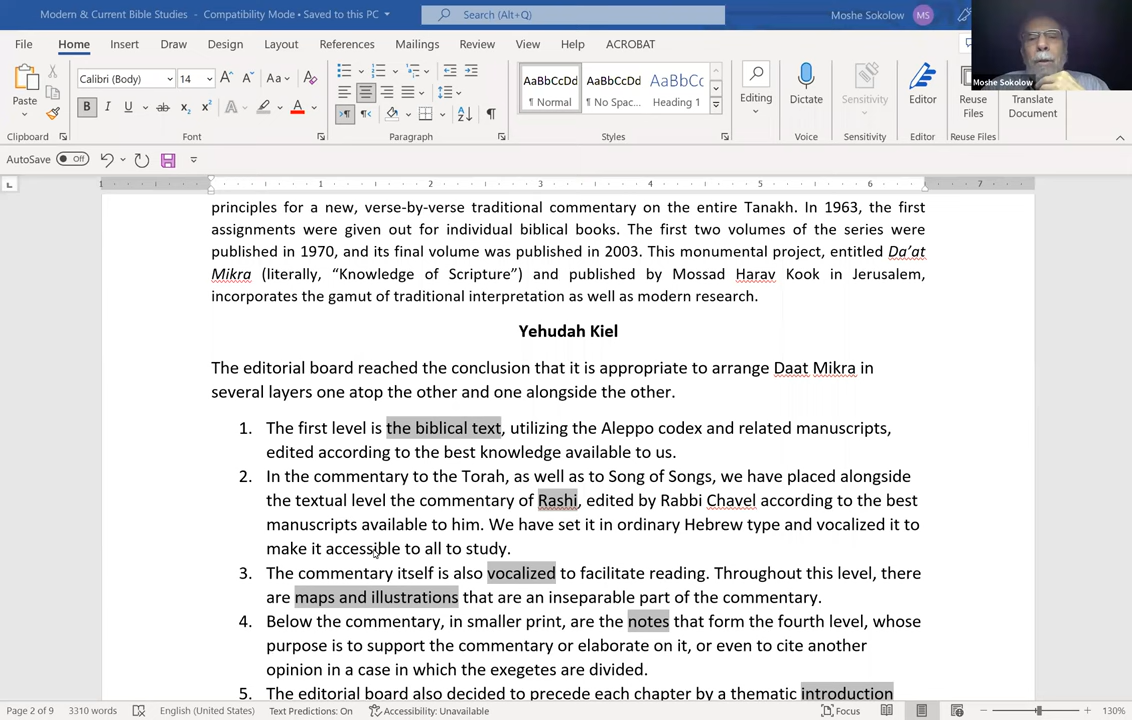 Modern & Current Bible Studies - Compatibility Mode • Saved to this PC
Search (Alt+Q)
Moshe Sokolow
MS
File Home Insert Draw Design Layout References Mailings Review View Help ACROBAT
Moshe Sokolow
Paste
Calibri (Body) 14
AaBbCcDd AaBbCcDd AaBbCc
¶ Normal ¶ No Spac... Heading 1
Editing
Dictate
Sensitivity
Editor
Reuse Files
Translate Document
Clipboard Font Paragraph Styles Voice Sensitivity Editor Reuse Files
AutoSave Off
1 1 2 3 4 5 6 7
principles for a new, verse-by-verse traditional commentary on the entire Tanakh. In 1963, the first
assignments were given out for individual biblical books. The first two volumes of the series were
published in 1970, and its final volume was published in 2003. This monumental project, entitled Da’at
Mikra (literally, “Knowledge of Scripture”) and published by Mossad Harav Kook in Jerusalem,
incorporates the gamut of traditional interpretation as well as modern research.
Yehudah Kiel
The editorial board reached the conclusion that it is appropriate to arrange Daat Mikra in
several layers one atop the other and one alongside the other.
1. The first level is the biblical text, utilizing the Aleppo codex and related manuscripts,
edited according to the best knowledge available to us.
2. In the commentary to the Torah, as well as to Song of Songs, we have placed alongside
the textual level the commentary of Rashi, edited by Rabbi Chavel according to the best
manuscripts available to him. We have set it in ordinary Hebrew type and vocalized it to
make it accessible to all to study.
3. The commentary itself is also vocalized to facilitate reading. Throughout this level, there
are maps and illustrations that are an inseparable part of the commentary.
4. Below the commentary, in smaller print, are the notes that form the fourth level, whose
purpose is to support the commentary or elaborate on it, or even to cite another
opinion in a case in which the exegetes are divided.
5. The editorial board also decided to precede each chapter by a thematic introduction
Page 2 of 9 3310 words English (United States) Text Predictions: On Accessibility: Unavailable Focus 130%